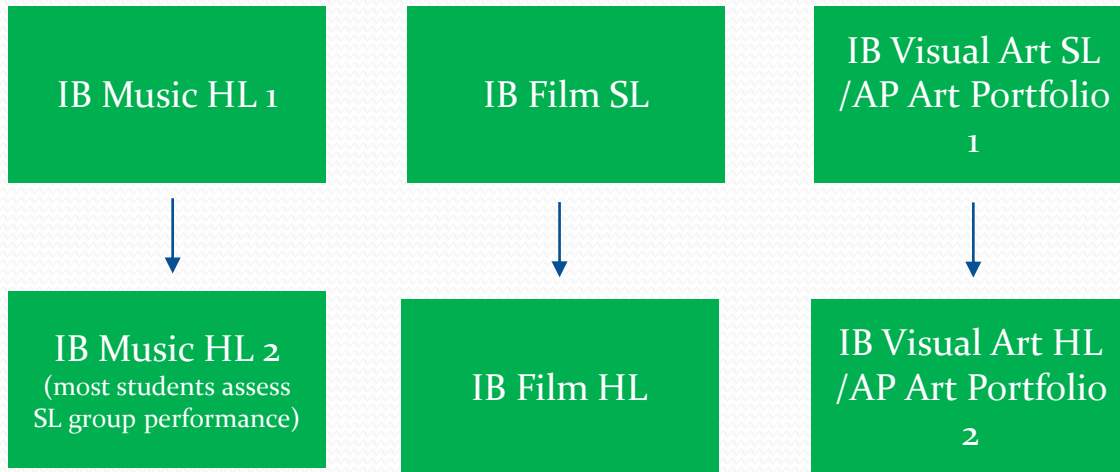 IB Music HL 1
IB Film SL
IB Visual Art SL
/AP Art Portfolio
1
IB Music HL 2
(most students assess
SL group performance)
IB Film HL
IB Visual Art HL
/AP Art Portfolio
2